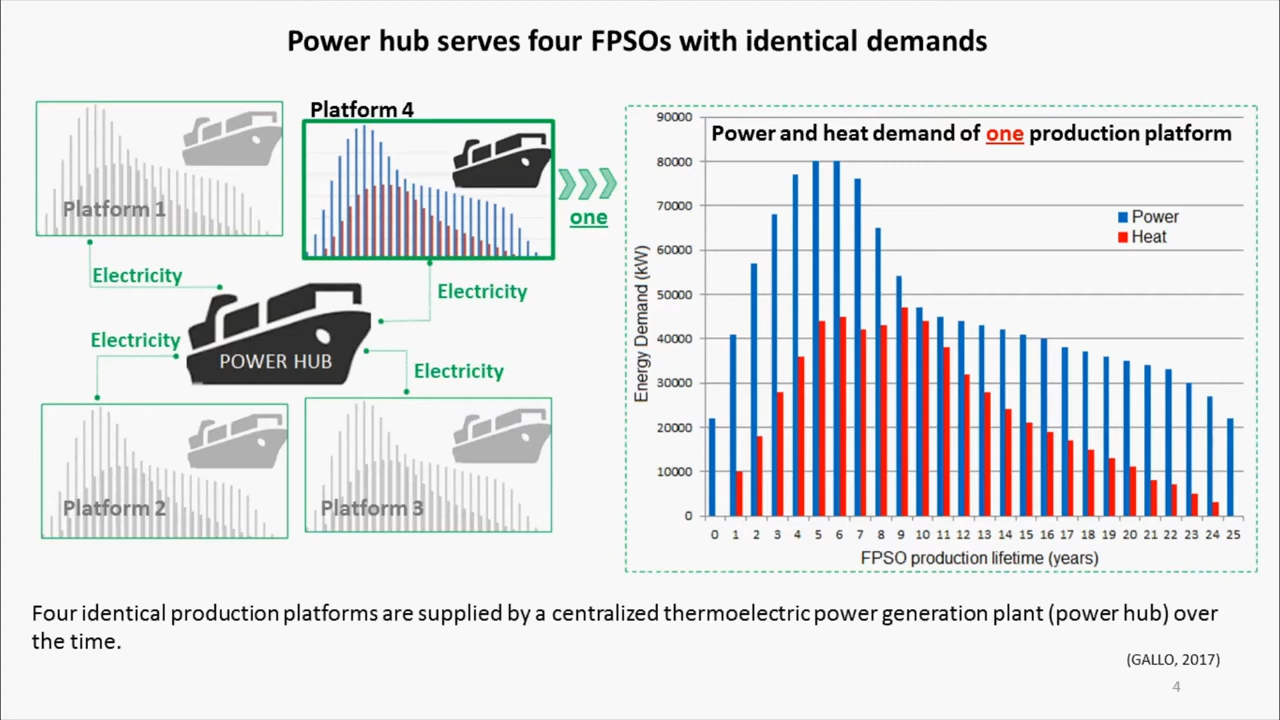 Power hub serves four FPSOs with identical demands
Platform 1
Platform 4
one
Electricity
Electricity
Electricity
POWER HUB
Electricity
Platform 2
Platform 3
Power and heat demand of one production platform
Power
Heat
Energy Demand (kW)
90000
80000
70000
60000
50000
40000
30000
20000
10000
0
0 1 2 3 4 5 6 7 8 9 10 11 12 13 14 15 16 17 18 19 20 21 22 23 24 25
FPSO production lifetime (years)
Four identical production platforms are supplied by a centralized thermoelectric power generation plant (power hub) over
the time.
(GALLO, 2017)
4